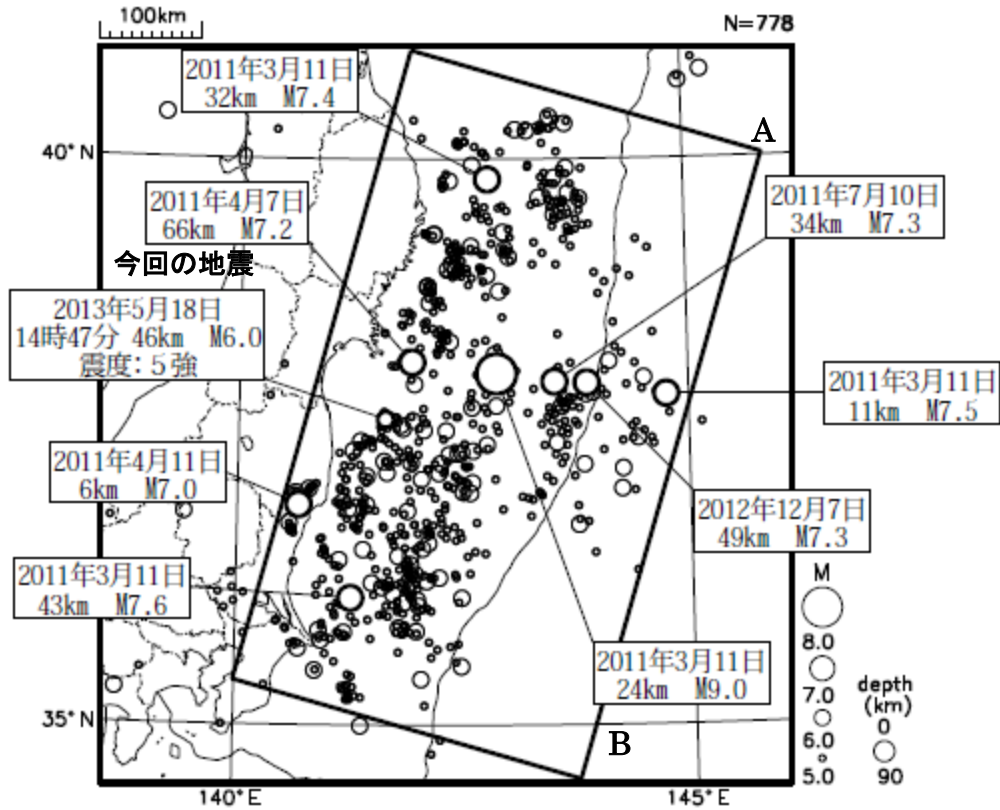 100km
N=778
2011年3月11日
32km M7.4
A
40°N
2011年4月7日
66km M7.2
2011年7月10日
34km M7.3
今回の地震
2013年5月18日
14時47分 46km M6.0
震度:5強
2011年3月11日
11km M7.5
2011年4月11日
6km M7.0
2012年12月7日
49km M7.3
2011年3月11日
43km M7.6
2011年3月11日
24km M9.0
M
8.0
7.0
6.0
5.0
depth
(km)
0
90
35°N
B
140°E
145°E